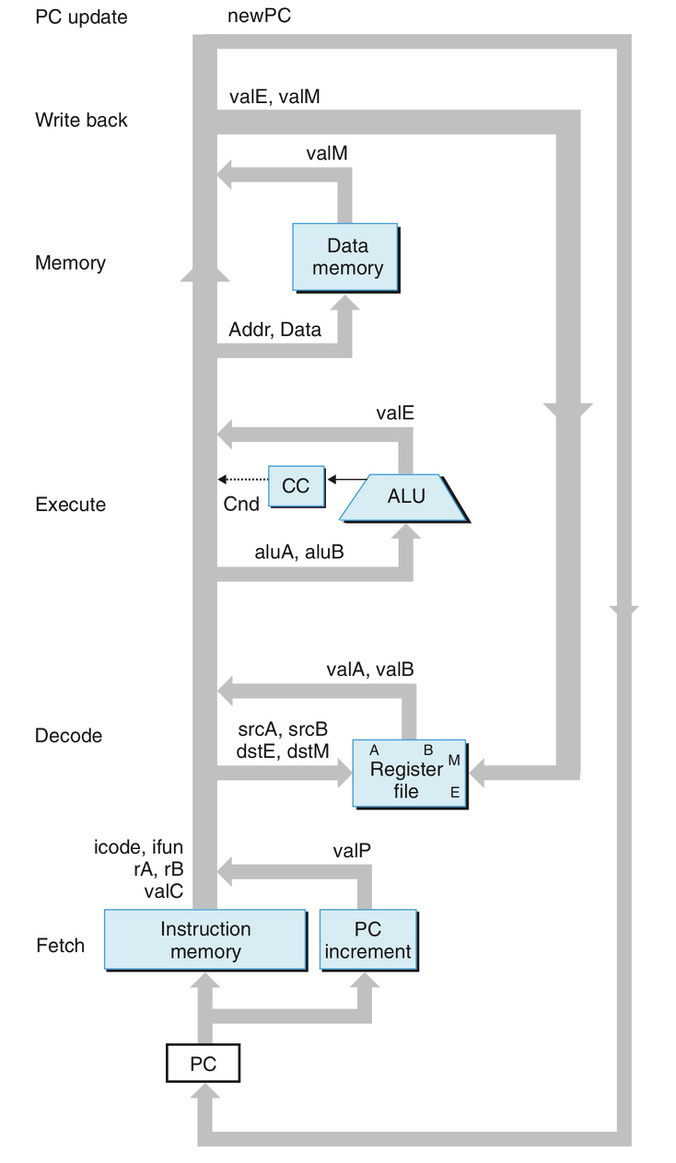 PC update
newPC
valE, valM
Write back
valM
Data
memory
Memory
Addr, Data
valE
CC
ALU
Cnd
Execute
aluA, aluB
valA, valB
Decode
srcA, srcB
dstE, dstM
A
B
M
Register
file
E
icode, ifun
rA, rB
valC
valP
Fetch
Instruction
memory
PC
increment
PC